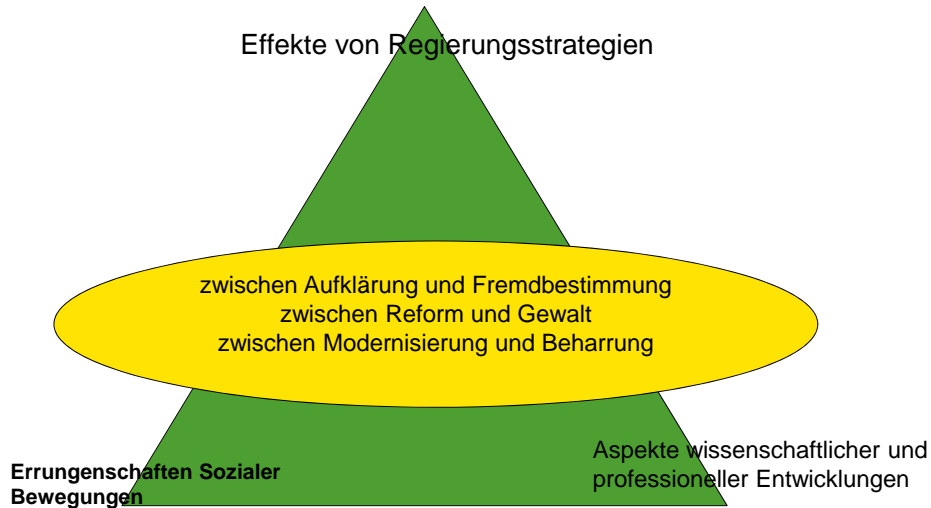 Effekte von Regierungsstrategien
zwischen Aufklärung und Fremdbestimmung
zwischen Reform und Gewalt
zwischen Modernisierung und Beharrung
Errungenschaften Sozialer
Bewegungen
Aspekte wissenschaftlicher und
professioneller Entwicklungen